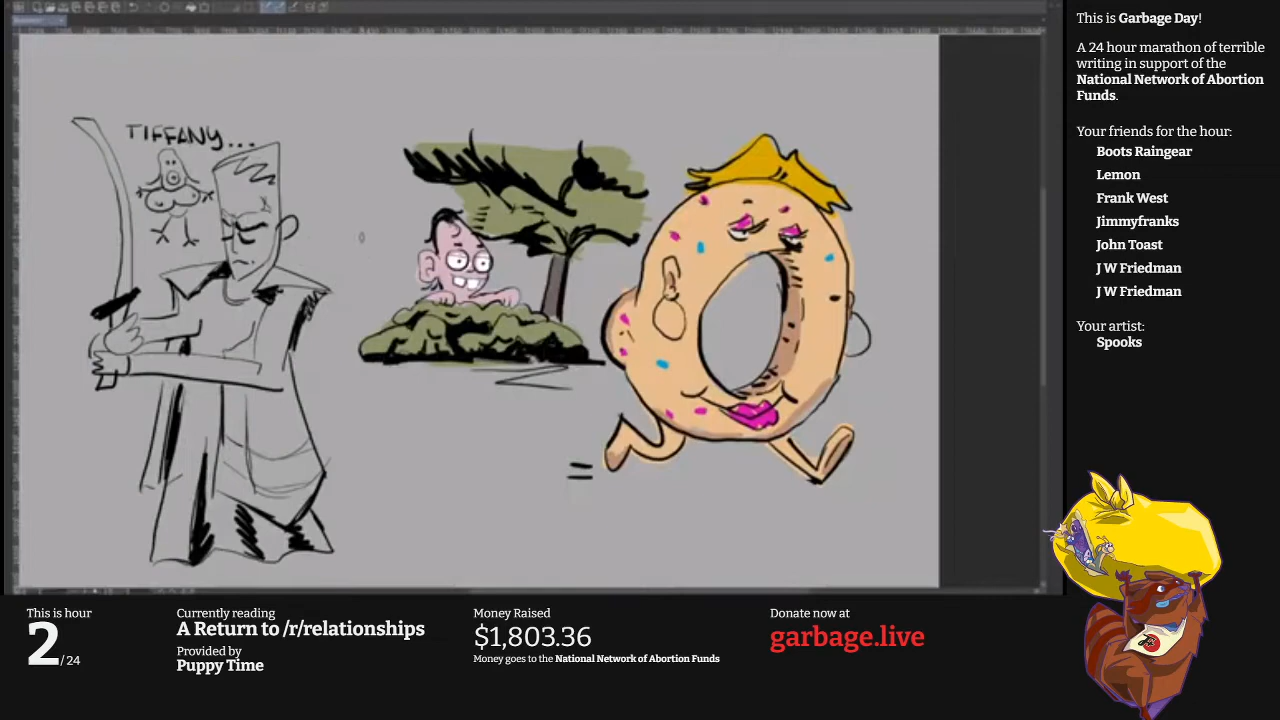 TIFFANY...
=
This is Garbage Day!
A 24 hour marathon of terrible
writing in support of the
National Network of Abortion
Funds.
Your friends for the hour:
Boots Raingear
Lemon
Frank West
Jimmyfranks
John Toast
J W Friedman
J W Friedman
Your artist:
Spooks
This is hour
2/24
Currently reading
A Return to /r/relationships
Provided by
Puppy Time
Money Raised
$1,803.36
Money goes to the National Network of Abortion Funds
Donate now at
garbage.live